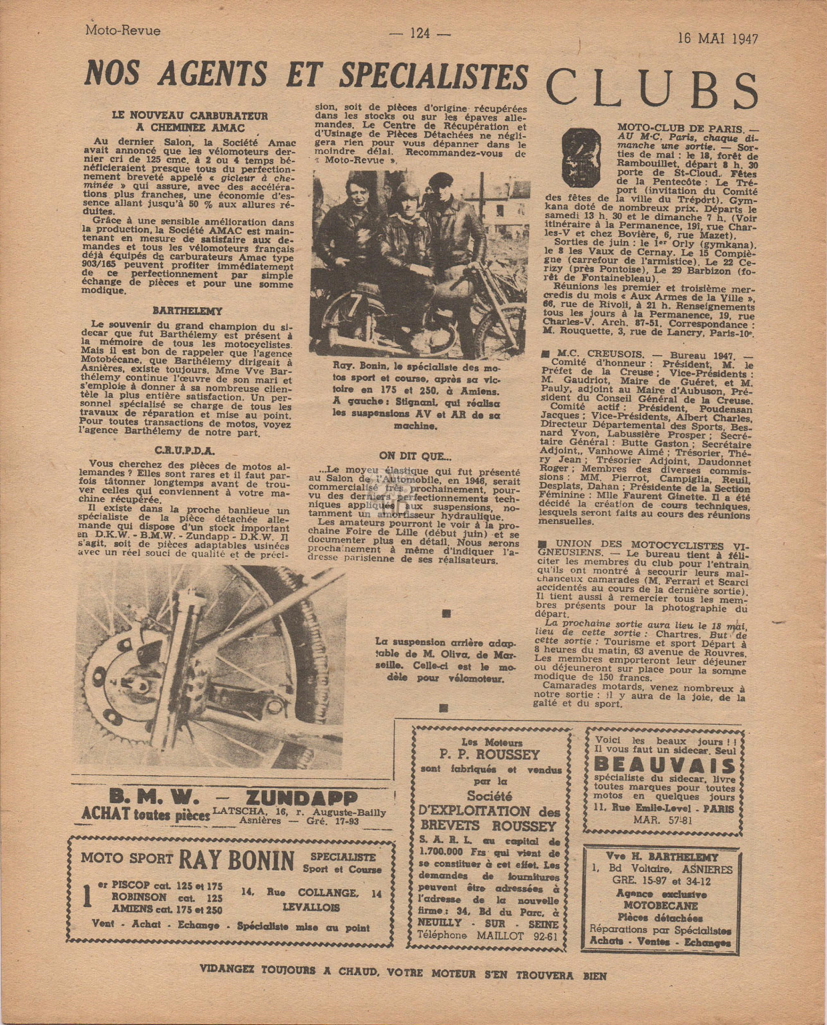 Moto-Revue
— 124 —
16 MAI 1947
NOS AGENTS ET SPECIALISTES
LE NOUVEAU CARBURATEUR
A CHEMINEE AMAC
Au dernier Salon, la Société Amac
avait annoncé que les vélomoteurs der-
nier cri de 125 cmc. à 2 ou 4 temps bé-
néficieraient presque tous du perfection-
nement breveté appelé « gicleur à che-
minée » qui assure, avec des accéléra-
tions plus franches, une économie d'es-
sence allant jusqu'à 50 % aux allures ré-
duites.
Grâce à une sensible amélioration dans
la production, la Société AMAC est main-
tenant en mesure de satisfaire aux de-
mandes et tous les vélomoteurs français
déjà équipés de carburateurs Amac type
903/165 peuvent profiter immédiatement
de ce perfectionnement par simple
échange de pièces et pour une somme
modique.
BARTHELEMY
Le souvenir du grand champion du si-
decar que fut Barthélemy est présent à
la mémoire de tous les motocyclistes.
Mais il est bon de rappeler que l'agence
Motobécane, que Barthélemy dirigeait à
Asnières, existe toujours. Mme Vve Bar-
thélemy continue l'œuvre de son mari et
s'emploie à donner à sa nombreuse clien-
tèle la plus entière satisfaction. Un per-
sonnel spécialisé se charge de tous les
travaux de réparation et mise au point.
Pour toutes transactions de motos, voyez
l'agence Barthélemy de notre part.
C.R.U.P.D.A.
Vous cherchez des pièces de motos al-
lemandes ? Elles sont rares et il faut par-
fois tâtonner longtemps avant de trou-
ver celles qui conviennent à votre ma-
chine récupérée.
Il existe dans la proche banlieue un
spécialiste de la pièce détachée alle-
mande qui dispose d'un stock important
en D.K.W. - B.M.W. - Zundapp - D.K.W. Il
s'agit, soit de pièces adaptables usinées
avec un réel souci de qualité et de préci-
sion, soit de pièces d'origine récupérées
dans les stocks ou sur les épaves alle-
mandes. Le Centre de Récupération et
d'Usinage de Pièces Détachées ne négli-
gera rien pour vous dépanner dans le
moindre délai. Recommandez-vous de
« Moto-Revue ».
7
Ray. Bonin, le spécialiste des mo-
tos sport et course, après sa vic-
toire en 175 et 250, à Amiens.
A gauche : Stignani, qui réalisa
les suspensions AV et AR de sa
machine.
ON DIT QUE...
...Le moyeu élastique qui fut présenté
au Salon de l'Automobile, en 1946, serait
commercialisé très prochainement, pour-
vu des derniers perfectionnements tech-
niques appliqués aux suspensions, no-
tamment un amortisseur hydraulique.
Les amateurs pourront le voir à la pro-
chaine Foire de Lille (début juin) et se
documenter plus en détail. Nous serons
prochainement à même d'indiquer l'a-
dresse parisienne de ses réalisateurs.
La suspension arrière adap-
table de M. Oliva, de Mar-
seille. Celle-ci est le mo-
dèle pour vélomoteur.
CLUBS
MOTO-CLUB DE PARIS. —
AU M-C. Paris, chaque di-
manche une sortie. — Sor-
ties de mai : le 18, forêt de
Rambouillet, départ 8 h. 30
porte de St-Cloud. Fêtes
de la Pentecôte : Le Tré-
port (invitation du Comité
des fêtes de la ville du Tréport). Gym-
kana doté de nombreux prix. Départs le
samedi 13 h. 30 et le dimanche 7 h. (Voir
itinéraire à la Permanence, 191, rue Char-
les-V et chez Bovière, 6, rue Mazet).
Sorties de juin : le 1er Orly (gymkana),
le 8 les Vaux de Cernay. Le 15 Compiè-
gne (carrefour de l'armistice). Le 22 Ce-
rizy (près Pontoise). Le 29 Barbizon (fo-
rêt de Fontainebleau).
Réunions les premier et troisième mer-
credis du mois « Aux Armes de la Ville »,
66, rue de Rivoli, à 21 h. Renseignements
tous les jours à la Permanence, 19, rue
Charles-V. Arch. 87-51. Correspondance :
M. Rouquette, 3, rue de Lancry, Paris-10e.
■ M.C. CREUSOIS. — Bureau 1947. —
Comité d'honneur : Président, M. le
Préfet de la Creuse ; Vice-Présidents :
M. Gaudriot, Maire de Guéret, et M.
Pauly, adjoint au Maire d'Aubuson, Pré-
sident du Conseil Général de la Creuse.
Comité actif : Président, Poudensan
Jacques ; Vice-Présidents, Albert Charles,
Directeur Départemental des Sports, Bes-
nard Yvon, Labussière Prosper ; Secré-
taire Général : Butte Gaston ; Secrétaire
Adjoint,, Vanhowe Aimé ; Trésorier, Thé-
ry Jean ; Trésorier Adjoint, Daudonnet
Roger ; Membres des diverses commis-
sions : MM. Pierrot, Campiglia, Reuil,
Desplats, Dahan ; Présidente de la Section
Féminine : Mlle Faurent Ginette. Il a été
décidé la création de cours techniques,
lesquels seront faits au cours des réunions
mensuelles.
■ UNION DES MOTOCYCLISTES VI-
GNEUSIENS. — Le bureau tient à féli-
citer les membres du club pour l'entrain
qu'ils ont montré à secourir leurs mal-
chanceux camarades (M. Ferrari et Scarci
accidentés au cours de la dernière sortie).
Il tient aussi à remercier tous les mem-
bres présents pour la photographie du
départ.
La prochaine sortie aura lieu le 18 mai,
lieu de cette sortie : Chartres. But de
cette sortie : Tourisme et sport Départ à
8 heures du matin, 63 avenue de Rouvres.
Les membres emporteront leur déjeuner
ou déjeuneront sur place pour la somme
modique de 150 francs.
Camarades motards, venez nombreux à
notre sortie : il y aura de la joie, de la
gaîté et du sport.
B.M.W. — ZUNDAPP
ACHAT toutes pièces LATSCHA, 16, r. Auguste-Bailly
Asnières — Gré. 17-93
MOTO SPORT RAY BONIN SPECIALISTE
Sport et Course
1er PISCOP cat. 125 et 175
ROBINSON cat. 125
AMIENS cat. 175 et 250
14, Rue COLLANGE, 14
LEVALLOIS
Vent - Achat - Echange - Spécialiste mise au point
Les Moteurs
P. P. ROUSSEY
sont fabriqués et vendus
par la
Société
D'EXPLOITATION des
BREVETS ROUSSEY
S. A. R. L. au capital de
1.700.000 Frs qui vient de
se constituer à cet effet. Les
demandes de fournitures
peuvent être adressées à
l'adresse de la nouvelle
firme : 34, Bd du Parc, à
NEUILLY - SUR - SEINE
Téléphone MAILLOT 92-61
Voici les beaux jours !!
Il vous faut un sidecar. Seul
BEAUVAIS
spécialiste du sidecar, livre
toutes marques pour toutes
motos en quelques jours
11, Rue Emile-Level - PARIS
MAR. 57-81
Vve H. BARTHELEMY
1, Bd Voltaire, ASNIERES
GRE. 15-97 et 34-12
Agence exclusive
MOTOBECANE
Pièces détachées
Réparations par Spécialistes
Achats - Ventes - Echanges
VIDANGEZ TOUJOURS A CHAUD, VOTRE MOTEUR S'EN TROUVERA BIEN